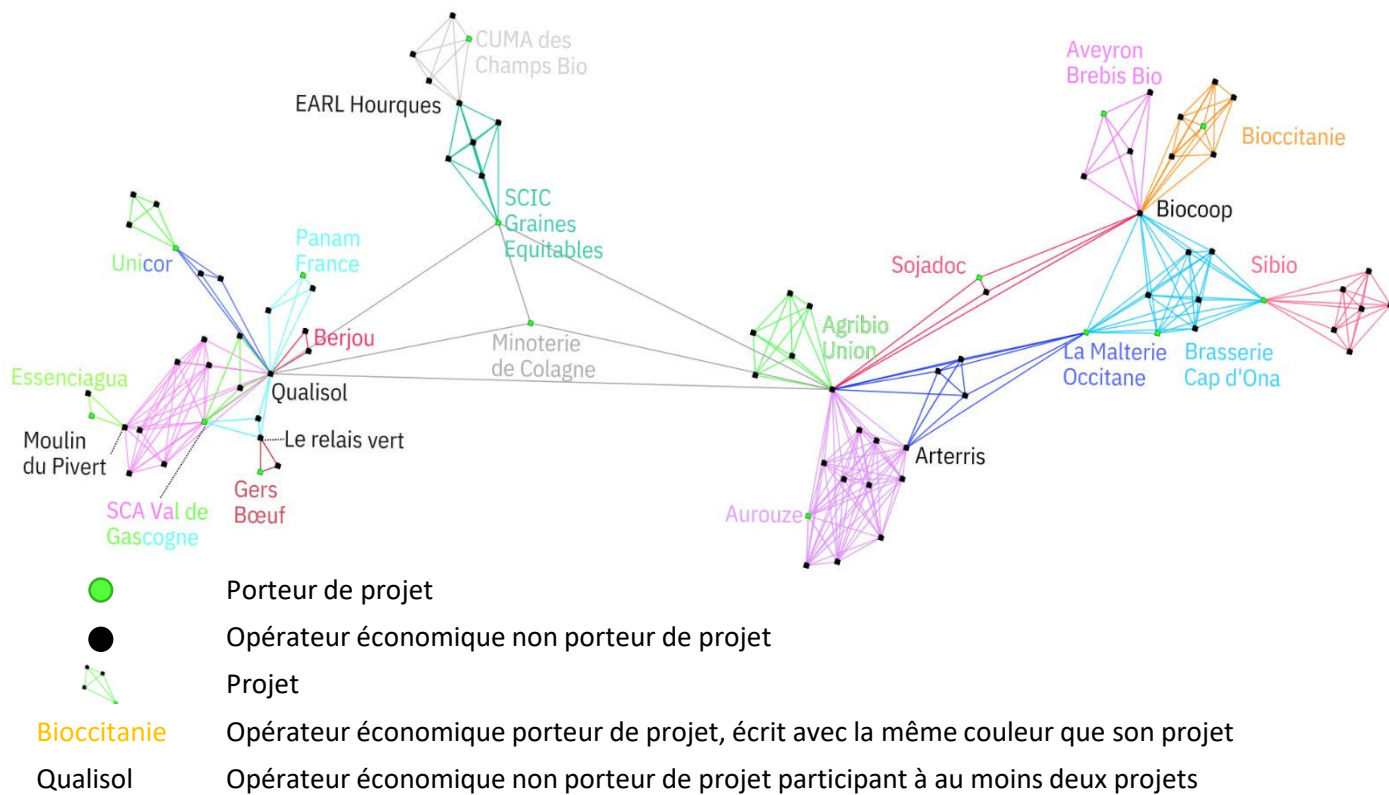 CUMA des
Champs Bio
EARL Hourques
Aveyron
Brebis Bio
Bioccitanie
SCIC
Graines
Equitables
Biocoop
Unicor
Panam
France
Sojadoc
Sibio
Berjou
Minoterie
de Colagne
Agribio
Union
La Malterie
Occitane
Brasserie
Cap d'Ona
Essenciagua
Qualisol
Moulin
du Pivert
Le relais vert
Arterris
SCA Val de
Gascogne
Gers
Bœuf
Aurouze
Porteur de projet
Opérateur économique non porteur de projet
Projet
Bioccitanie Opérateur économique porteur de projet, écrit avec la même couleur que son projet
Qualisol Opérateur économique non porteur de projet participant à au moins deux projets